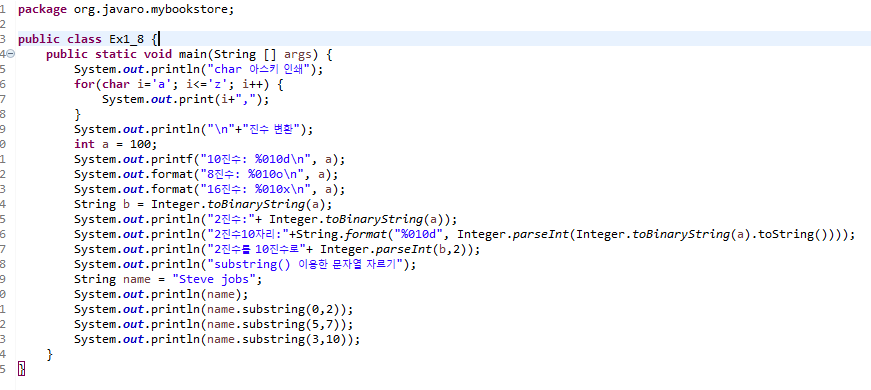 1 package org.javaro.mybookstore;
2
3 public class Ex1_8 {
4 public static void main(String [] args) {
5 System.out.println("char 아스키 인쇄");
6 for(char i='a'; i<='z'; i++) {
7 System.out.print(i+",");
8 }
9 System.out.println("\n"+"진수 변환");
0 int a = 100;
1 System.out.printf("10진수: %010d\n", a);
2 System.out.format("8진수: %010o\n", a);
3 System.out.format("16진수: %010x\n", a);
4 String b = Integer.toBinaryString(a);
5 System.out.println("2진수:"+ Integer.toBinaryString(a));
6 System.out.println("2진수10자리:"+String.format("%010d", Integer.parseInt(Integer.toBinaryString(a).toString())));
7 System.out.println("2진수를 10진수로"+ Integer.parseInt(b,2));
8 System.out.println("substring() 이용한 문자열 자르기");
9 String name = "Steve jobs";
0 System.out.println(name);
1 System.out.println(name.substring(0,2));
2 System.out.println(name.substring(5,7));
3 System.out.println(name.substring(3,10));
4 }
5 }